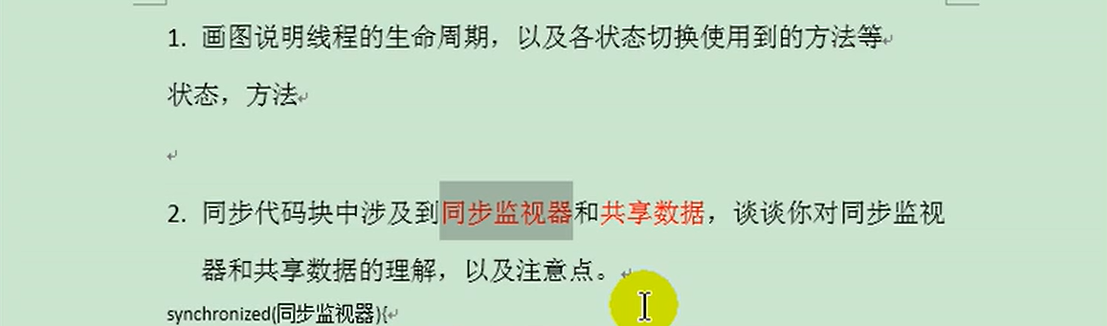 1. 画图说明线程的生命周期，以及各状态切换使用到的方法等
状态，方法
2. 同步代码块中涉及到同步监视器和共享数据，谈谈你对同步监视
器和共享数据的理解，以及注意点。
synchronized(同步监视器){